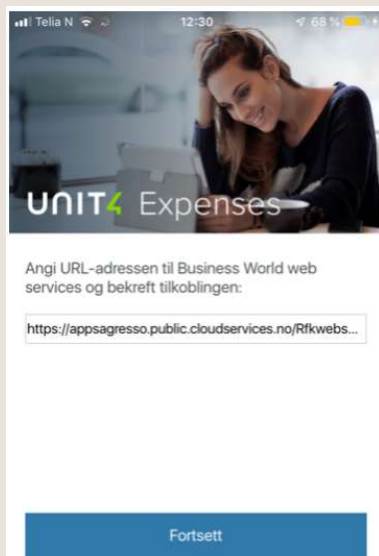 Telia N 12:30 68 %
UNIT4 Expenses
Angi URL-adressen til Business World web
services og bekreft tilkoblingen:
https://appsagresso.public.cloudservices.no/Rfkwebs...
Fortsett